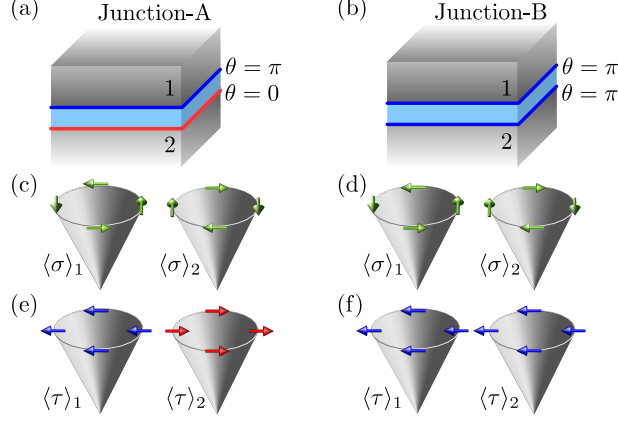 (a) Junction-A
1
θ = π
θ = 0
2
(b) Junction-B
1
θ = π
θ = π
2
(c)
⟨σ⟩₁ ⟨σ⟩₂
(d)
⟨σ⟩₁ ⟨σ⟩₂
(e)
⟨τ⟩₁ ⟨τ⟩₂
(f)
⟨τ⟩₁ ⟨τ⟩₂